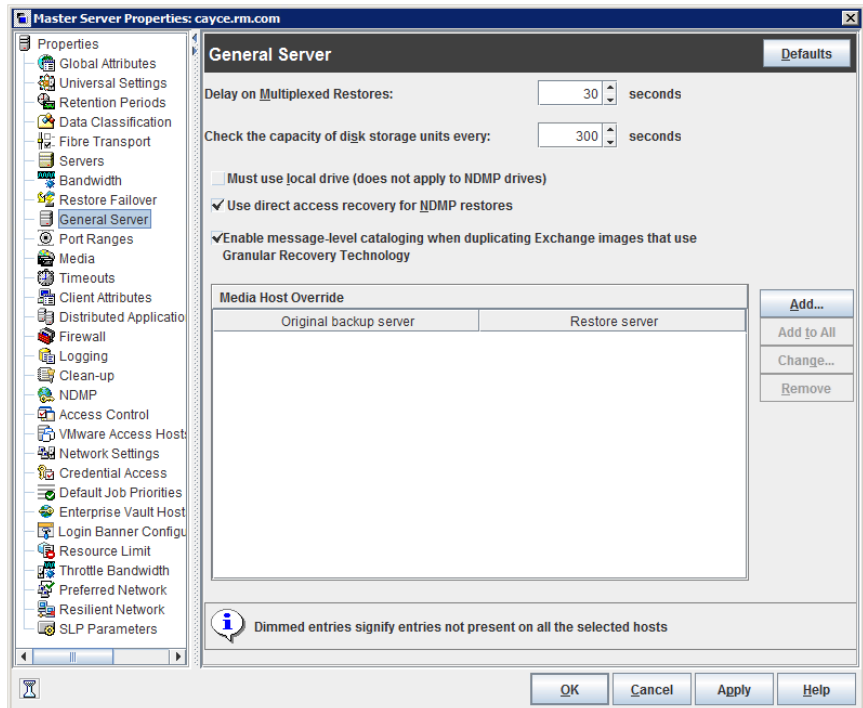 Master Server Properties: cayce.rm.com
Properties
Global Attributes
Universal Settings
Retention Periods
Data Classification
Fibre Transport
Servers
Bandwidth
Restore Failover
General Server
Port Ranges
Media
Timeouts
Client Attributes
Distributed Applicatio
Firewall
Logging
Clean-up
NDMP
Access Control
VMware Access Hosts
Network Settings
Credential Access
Default Job Priorities
Enterprise Vault Host
Login Banner Configu
Resource Limit
Throttle Bandwidth
Preferred Network
Resilient Network
SLP Parameters
General Server
Defaults
Delay on Multiplexed Restores: 30 seconds
Check the capacity of disk storage units every: 300 seconds
Must use local drive (does not apply to NDMP drives)
Use direct access recovery for NDMP restores
Enable message-level cataloging when duplicating Exchange images that use
Granular Recovery Technology
Media Host Override
Original backup server Restore server
Add...
Add to All
Change...
Remove
Dimmed entries signify entries not present on all the selected hosts
OK Cancel Apply Help